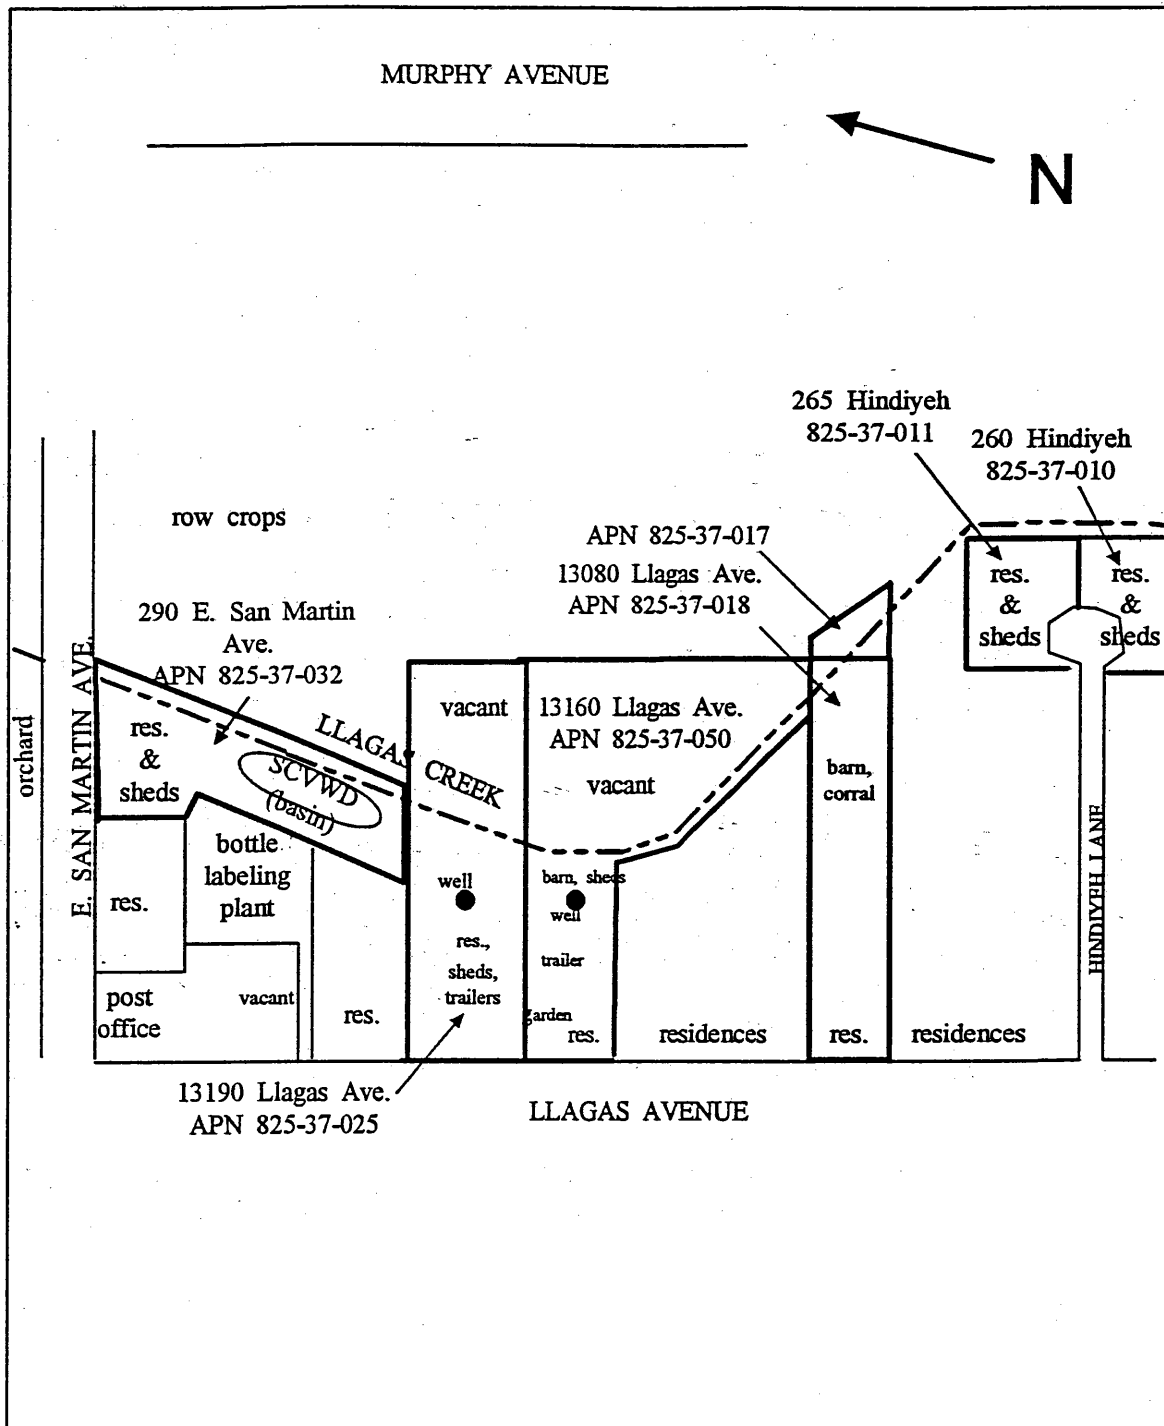 MURPHY AVENUE
N
265 Hindiyeh
825-37-011
260 Hindiyeh
825-37-010
row crops
APN 825-37-017
13080 Llagas Ave.
APN 825-37-018
res.
&
sheds
res.
&
sheds
290 E. San Martin
Ave.
APN 825-37-032
E. SAN MARTIN AVE.
orchard
res.
&
sheds
LLAGAS CREEK
SCVWD
(basin)
vacant
13160 Llagas Ave.
APN 825-37-050
vacant
barn,
corral
bottle
labeling
plant
res.
well
res.,
sheds,
trailers
barn, sheds
well
trailer
garden
res.
HINDIYEH LANE
post
office
vacant
res.
residences
res.
residences
13190 Llagas Ave.
APN 825-37-025
LLAGAS AVENUE